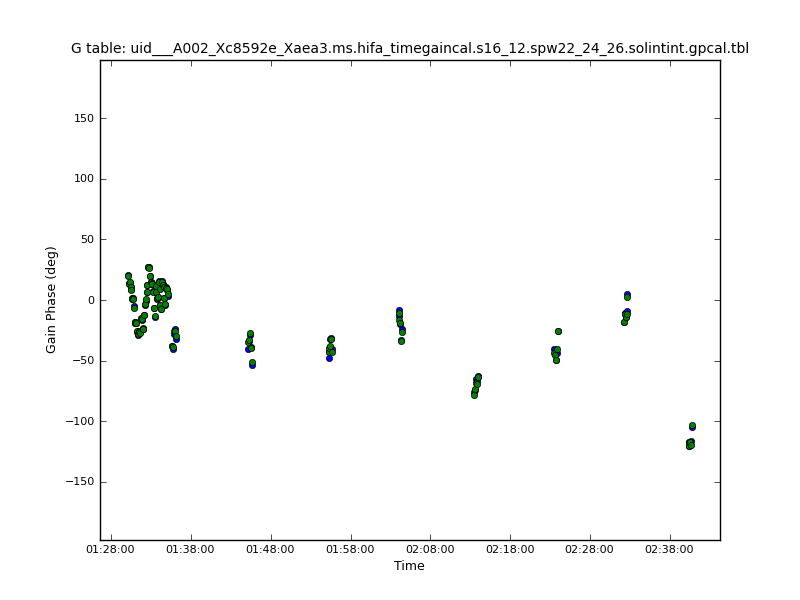 G table: uid___A002_Xc8592e_Xaea3.ms.hifa_timegaincal.s16_12.spw22_24_26.solintint.gpcal.tbl
150
100
50
0
−50
−100
−150
Gain Phase (deg)
01:28:00 01:38:00 01:48:00 01:58:00 02:08:00 02:18:00 02:28:00 02:38:00
Time